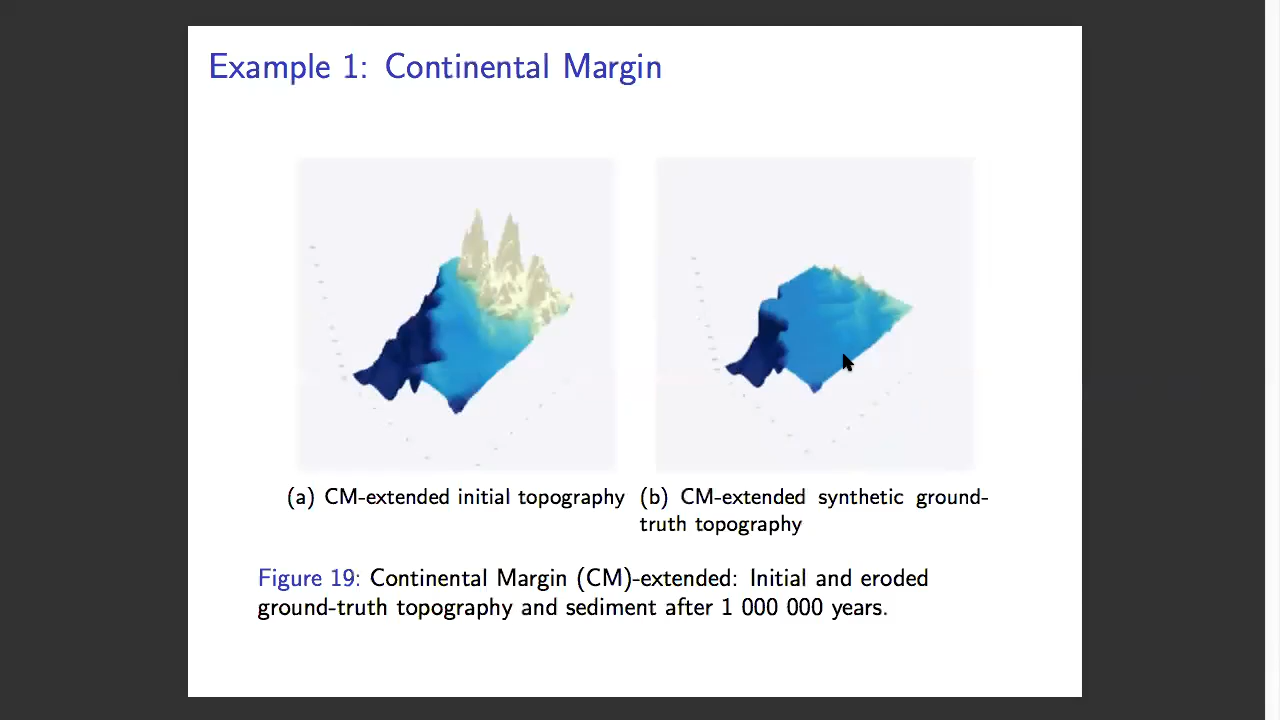 Example 1: Continental Margin
(a) CM-extended initial topography
(b) CM-extended synthetic ground-
truth topography
Figure 19: Continental Margin (CM)-extended: Initial and eroded
ground-truth topography and sediment after 1 000 000 years.